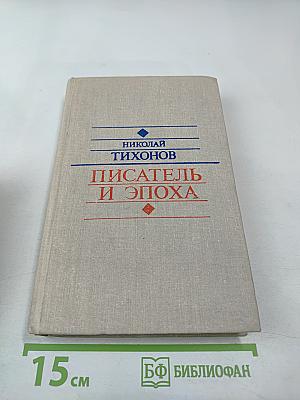 НИКОЛАЙ
ТИХОНОВ
ПИСАТЕЛЬ
И ЭПОХА
15 см
БФ БИБЛИОФАН